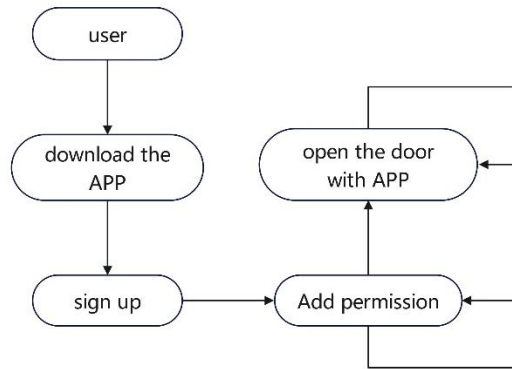 user
download the
APP
sign up
open the door
with APP
Add permission